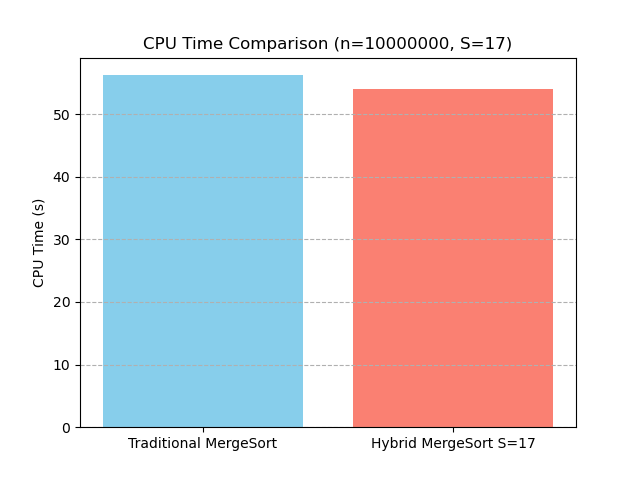 CPU Time Comparison (n=10000000, S=17)
CPU Time (s)
50
40
30
20
10
0
Traditional MergeSort
Hybrid MergeSort S=17